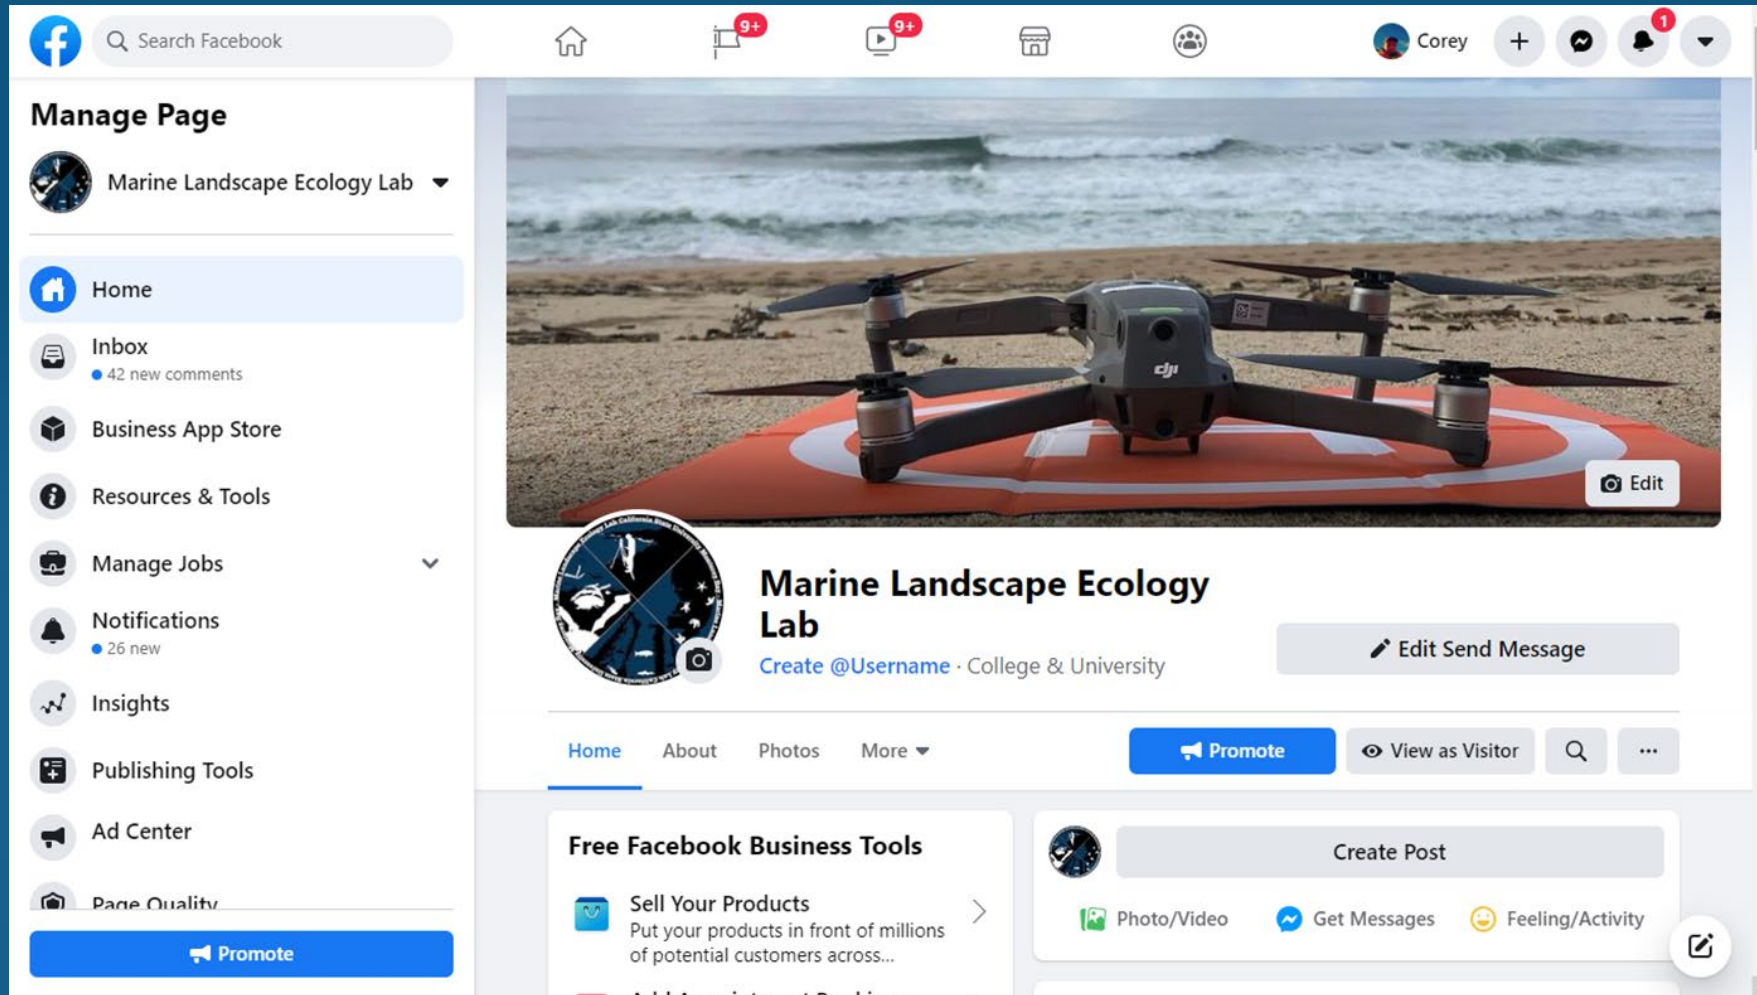 Search Facebook
9+
9+
Corey
1
Manage Page
Marine Landscape Ecology Lab
Home
Inbox
42 new comments
Business App Store
Resources & Tools
Manage Jobs
Notifications
26 new
Insights
Publishing Tools
Ad Center
Page Quality
Promote
dji
Edit
Marine Landscape Ecology
Lab
Create @Username · College & University
Edit Send Message
Home
About
Photos
More
Promote
View as Visitor
Free Facebook Business Tools
Sell Your Products
Put your products in front of millions
of potential customers across...
Create Post
Photo/Video
Get Messages
Feeling/Activity